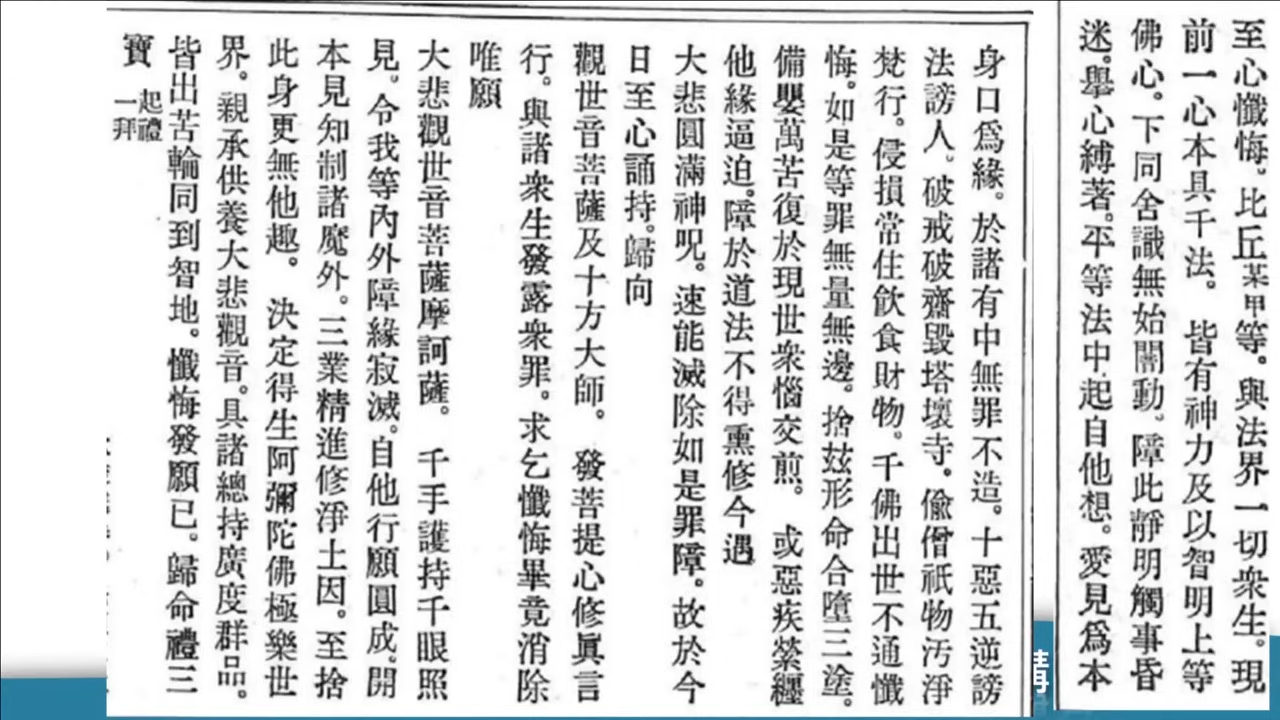 至心懺悔。比丘某甲等。與法界一切衆生。現
前一心本具千法。皆有神力及以智明上等
佛心。下同含識無始闇動。障此靜明觸事昏
迷。舉心縛著。平等法中起自他想。愛見爲本
身口爲緣。於諸有中無罪不造。十惡五逆謗
法謗人。破戒破齋毀塔壞寺。偷僧祇物污淨
梵行。侵損常住飲食財物。千佛出世不通懺
悔。如是等罪無量無邊。捨茲形命合墮三塗。
備嬰萬苦復於現世衆惱交煎。或惡疾縈纏
他緣逼迫。障於道法不得熏修今遇
大悲圓滿神呪。速能滅除如是罪障。故於今
日至心誦持。歸向
觀世音菩薩及十方大師。發菩提心修眞言
行。與諸衆生發露衆罪。求乞懺悔畢竟消除
唯願
大悲觀世音菩薩摩訶薩。千手護持千眼照
見。令我等內外障緣寂滅。自他行願圓成。開
本見知制諸魔外。三業精進修淨土因。至捨
此身更無他趣。決定得生阿彌陀佛極樂世
界。親承供養大悲觀音。具諸總持廣度群品。
皆出苦輪同到智地。懺悔發願已。歸命禮三
寶 起禮一拜
講